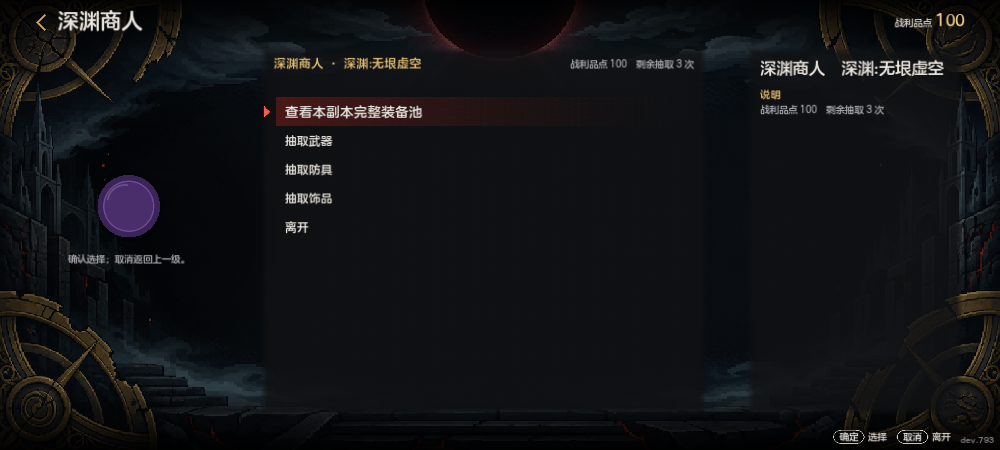 深渊商人
战利品点 100
深渊商人 · 深渊:无垠虚空
战利品点 100 剩余抽取 3 次
查看本副本完整装备池
抽取武器
抽取防具
抽取饰品
离开
确认选择；取消返回上一级。
深渊商人 深渊:无垠虚空
说明
战利品点 100 剩余抽取 3 次
确定 选择 取消 离开
dev.793